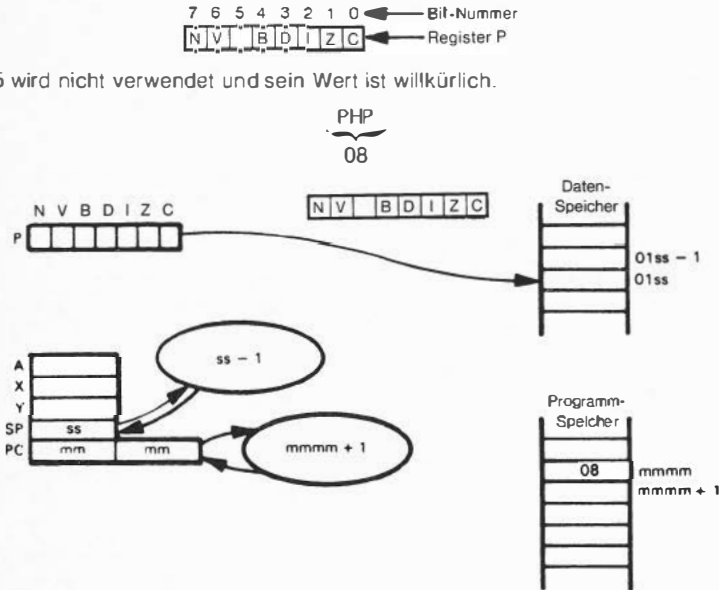 7 6 5 4 3 2 1 0 Bit-Nummer
N V B D I Z C Register P
5 wird nicht verwendet und sein Wert ist willkürlich.
PHP
08
N V B D I Z C
P
N V B D I Z C
Daten-
Speicher
01ss – 1
01ss
A
X
Y
SP ss
PC mm mm
ss – 1
mmmm + 1
Programm-
Speicher
08 mmmm
mmmm + 1